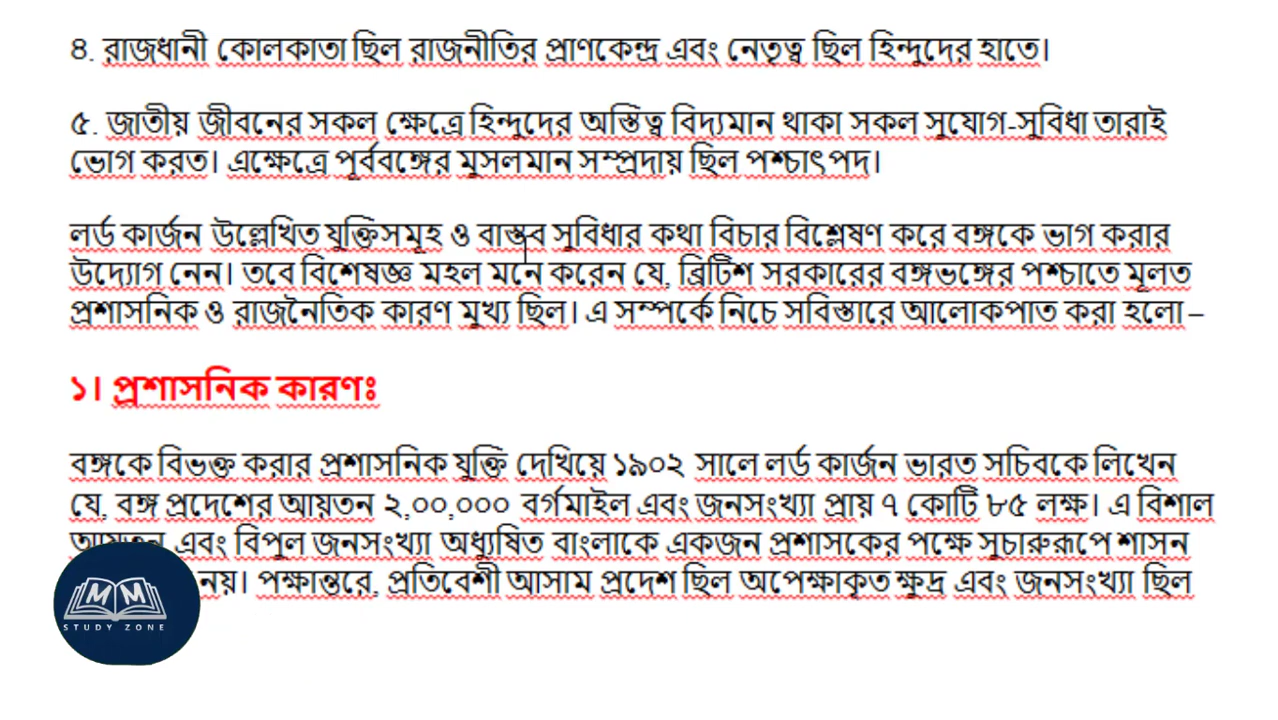 ৪. রাজধানী কোলকাতা ছিল রাজনীতির প্রাণকেন্দ্র এবং নেতৃত্ব ছিল হিন্দুদের হাতে।
৫. জাতীয় জীবনের সকল ক্ষেত্রে হিন্দুদের অস্তিত্ব বিদ্যমান থাকা সকল সুযোগ-সুবিধা তারাই
ভোগ করত। এক্ষেত্রে পূর্ববঙ্গের মুসলমান সম্প্রদায় ছিল পশ্চাৎপদ।
লর্ড কার্জন উল্লেখিত যুক্তিসমূহ ও বাস্তব সুবিধার কথা বিচার বিশ্লেষণ করে বঙ্গকে ভাগ করার
উদ্যোগ নেন। তবে বিশেষজ্ঞ মহল মনে করেন যে, ব্রিটিশ সরকারের বঙ্গভঙ্গের পশ্চাতে মূলত
প্রশাসনিক ও রাজনৈতিক কারণ মুখ্য ছিল। এ সম্পর্কে নিচে সবিস্তারে আলোকপাত করা হলো–
১। প্রশাসনিক কারণঃ
বঙ্গকে বিভক্ত করার প্রশাসনিক যুক্তি দেখিয়ে ১৯০২ সালে লর্ড কার্জন ভারত সচিবকে লিখেন
যে, বঙ্গ প্রদেশের আয়তন ২,০০,০০০ বর্গমাইল এবং জনসংখ্যা প্রায় ৭ কোটি ৮৫ লক্ষ। এ বিশাল
আয়তন এবং বিপুল জনসংখ্যা অধ্যুষিত বাংলাকে একজন প্রশাসকের পক্ষে সুচারুরূপে শাসন
নয়। পক্ষান্তরে, প্রতিবেশী আসাম প্রদেশ ছিল অপেক্ষাকৃত ক্ষুদ্র এবং জনসংখ্যা ছিল
MM
STUDY ZONE